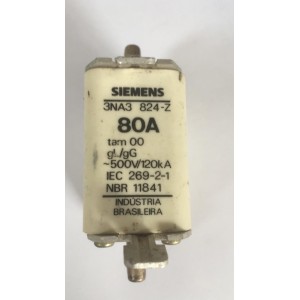 SIEMENS
3NA3 824-Z
80A
tam 00
gL/gG
~500V/120kA
IEC 269-2-1
NBR 11841
INDÚSTRIA
BRASILEIRA